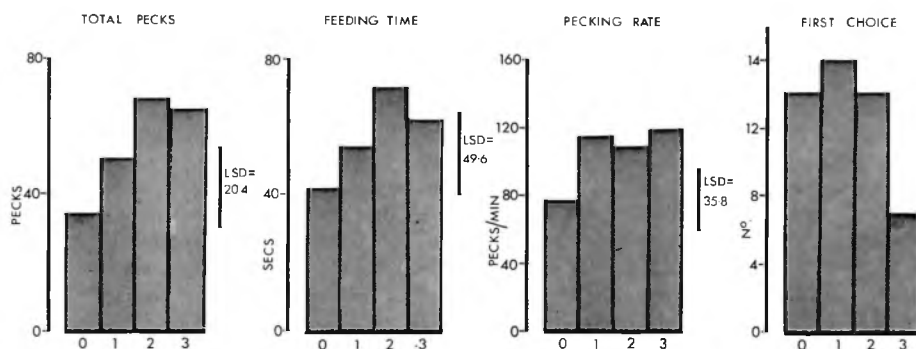 TOTAL PECKS
80
40
0
PECKS
0 1 2 3
LSD=
20.4
FEEDING TIME
80
40
0
SECS
0 1 2 -3
LSD=
49·6
PECKING RATE
160
120
80
40
0
PECKS/MIN
0 1 2 3
LSD=
35·8
FIRST CHOICE
14
12
8
4
0
Nº
0 1 2 3